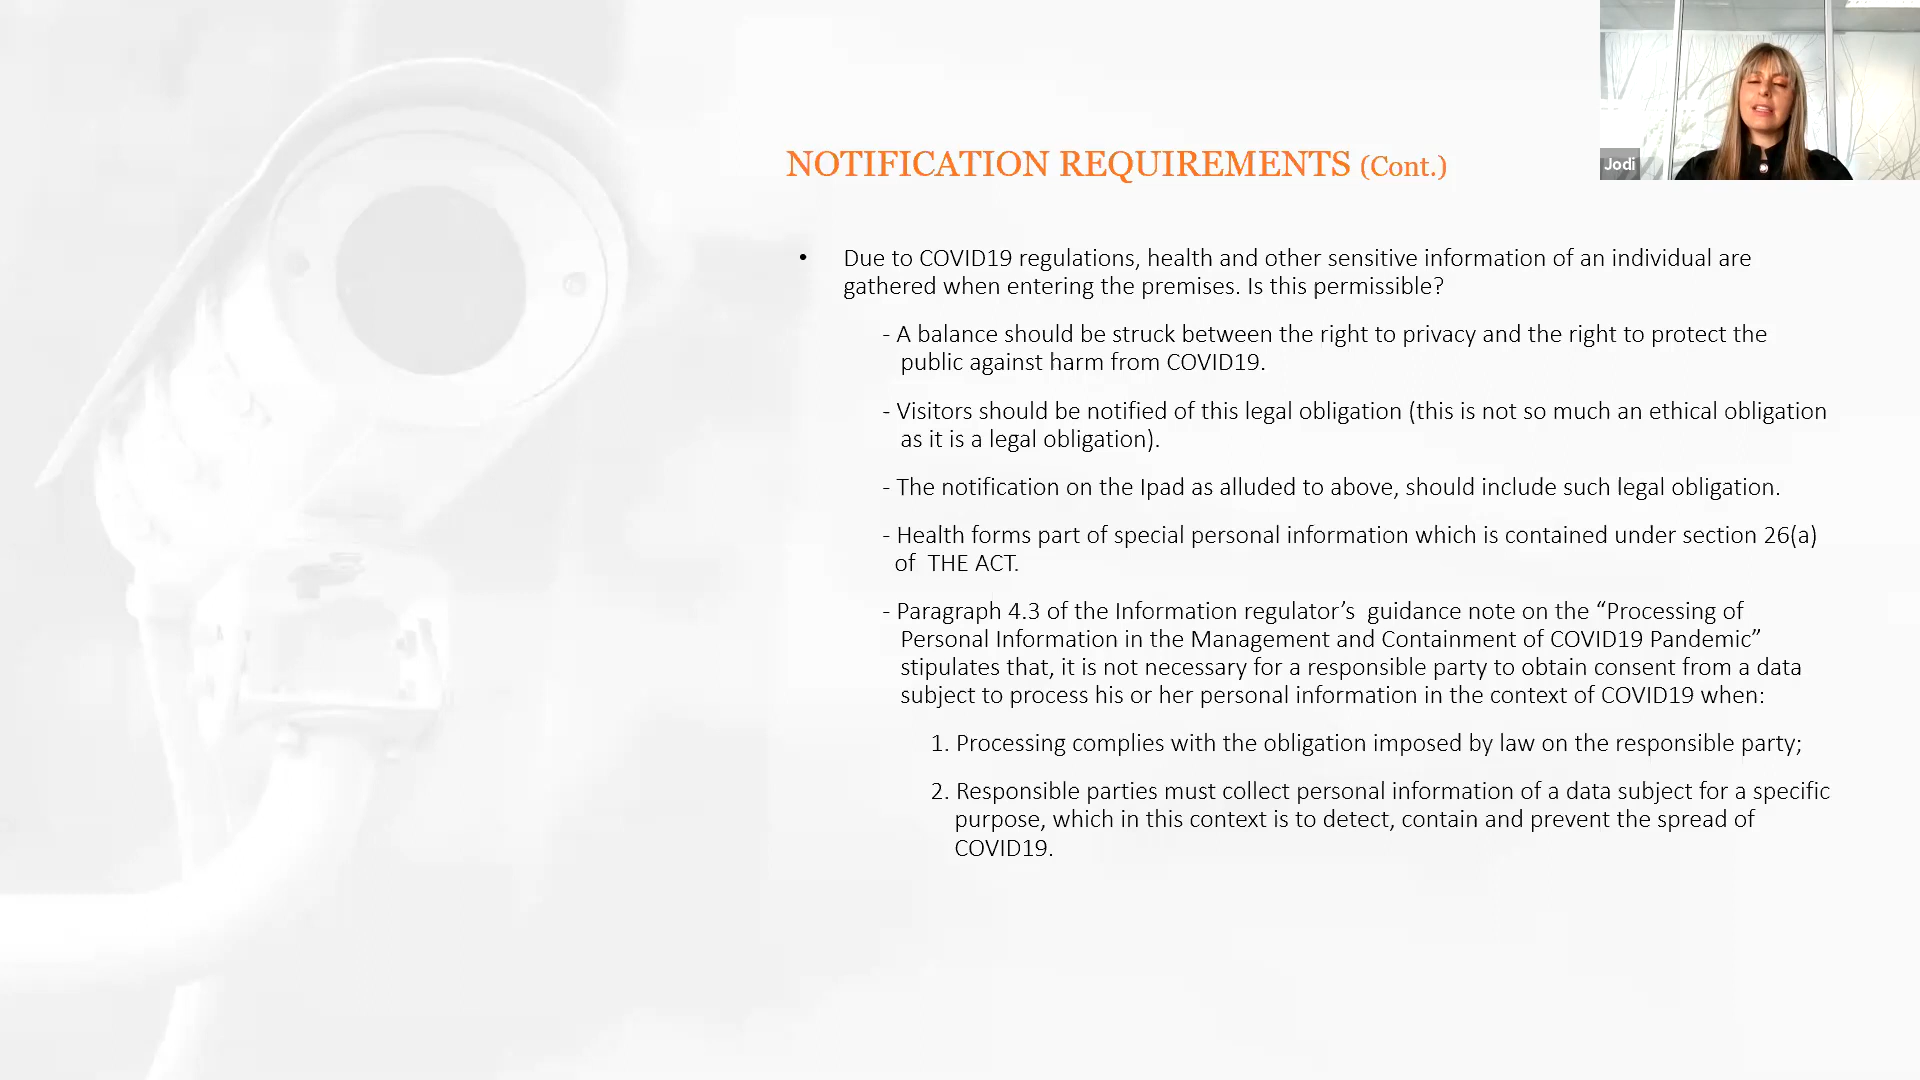 NOTIFICATION REQUIREMENTS (Cont.)
Jodi
• Due to COVID19 regulations, health and other sensitive information of an individual are
gathered when entering the premises. Is this permissible?
- A balance should be struck between the right to privacy and the right to protect the
public against harm from COVID19.
- Visitors should be notified of this legal obligation (this is not so much an ethical obligation
as it is a legal obligation).
- The notification on the Ipad as alluded to above, should include such legal obligation.
- Health forms part of special personal information which is contained under section 26(a)
of THE ACT.
- Paragraph 4.3 of the Information regulator’s guidance note on the “Processing of
Personal Information in the Management and Containment of COVID19 Pandemic”
stipulates that, it is not necessary for a responsible party to obtain consent from a data
subject to process his or her personal information in the context of COVID19 when:
1. Processing complies with the obligation imposed by law on the responsible party;
2. Responsible parties must collect personal information of a data subject for a specific
purpose, which in this context is to detect, contain and prevent the spread of
COVID19.